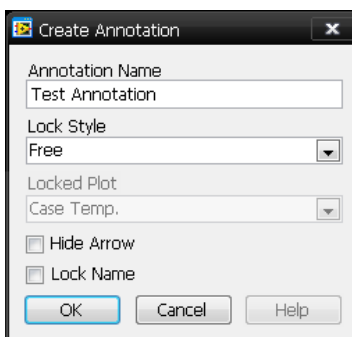 Create Annotation
Annotation Name
Test Annotation
Lock Style
Free
Locked Plot
Case Temp.
Hide Arrow
Lock Name
OK Cancel Help